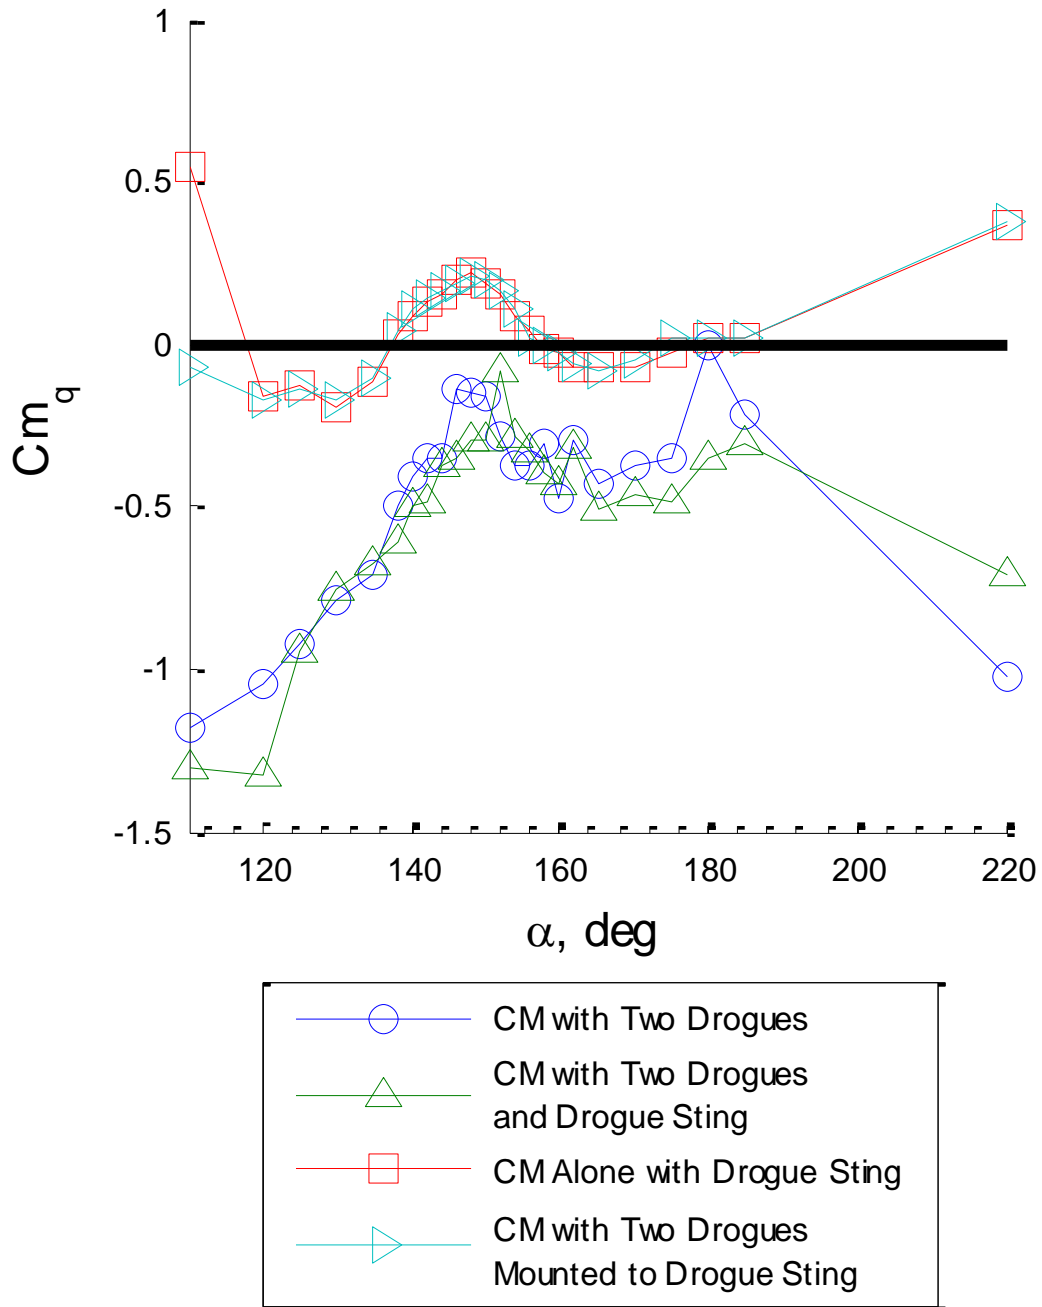 1
0.5
0
-0.5
-1
-1.5
Cm_q
120 140 160 180 200 220
α, deg
CM with Two Drogues
CM with Two Drogues
and Drogue Sting
CM Alone with Drogue Sting
CM with Two Drogues
Mounted to Drogue Sting